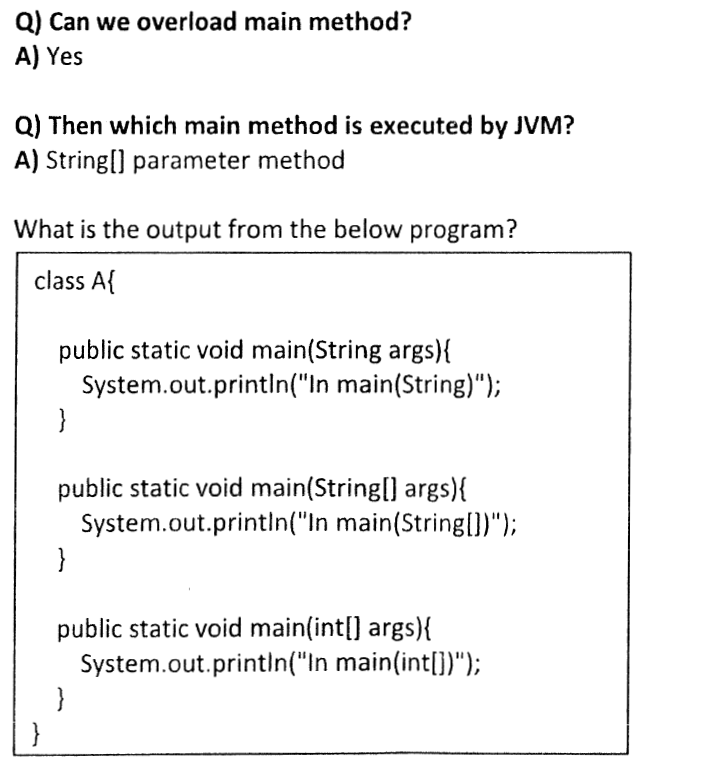 Q) Can we overload main method?
A) Yes
Q) Then which main method is executed by JVM?
A) String[] parameter method
What is the output from the below program?
class A{
public static void main(String args){
System.out.println("In main(String)");
}
public static void main(String[] args){
System.out.println("In main(String[])");
}
public static void main(int[] args){
System.out.println("In main(int[])");
}
}